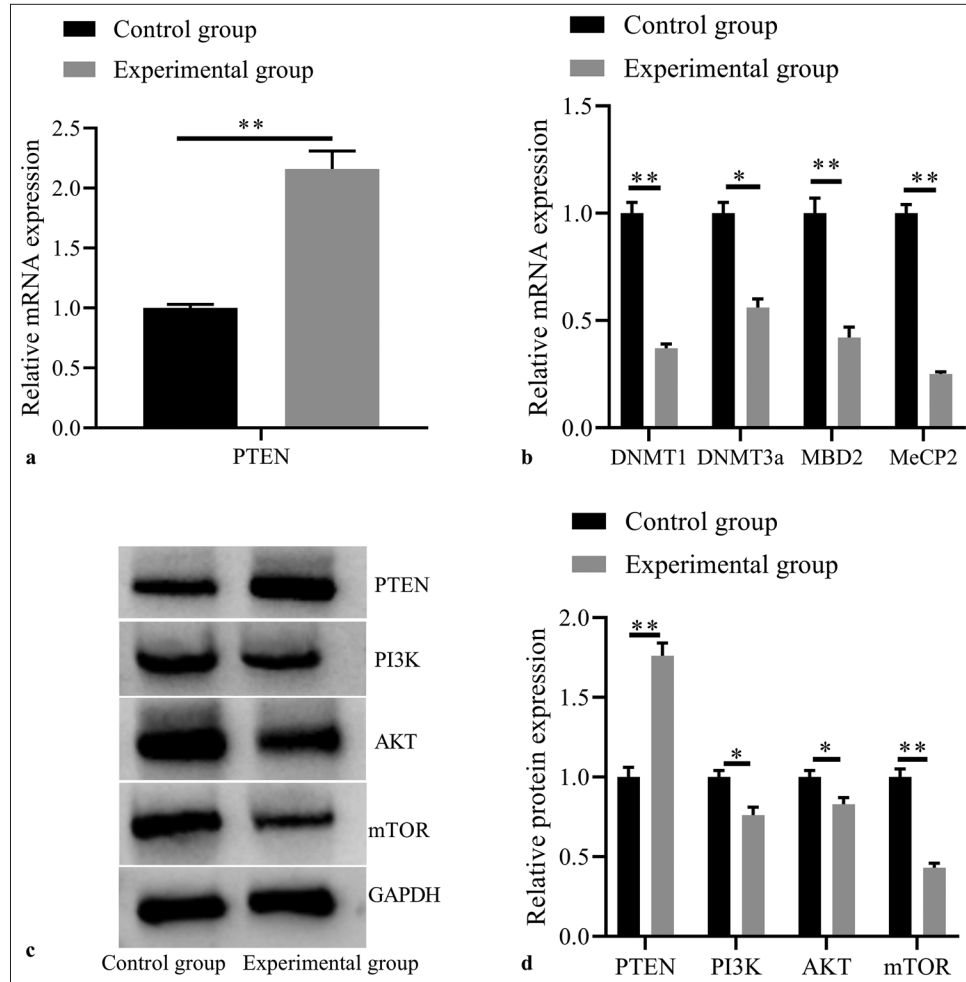 Control group
Experimental group
**
Relative mRNA expression
2.5
2.0
1.5
1.0
0.5
0.0
PTEN
a
Control group
Experimental group
Relative mRNA expression
1.5
1.0
0.5
0.0
** * ** **
DNMT1 DNMT3a MBD2 MeCP2
b
PTEN
PI3K
AKT
mTOR
GAPDH
Control group Experimental group
c
Control group
Experimental group
Relative protein expression
2.0
1.5
1.0
0.5
0.0
** * * **
PTEN PI3K AKT mTOR
d